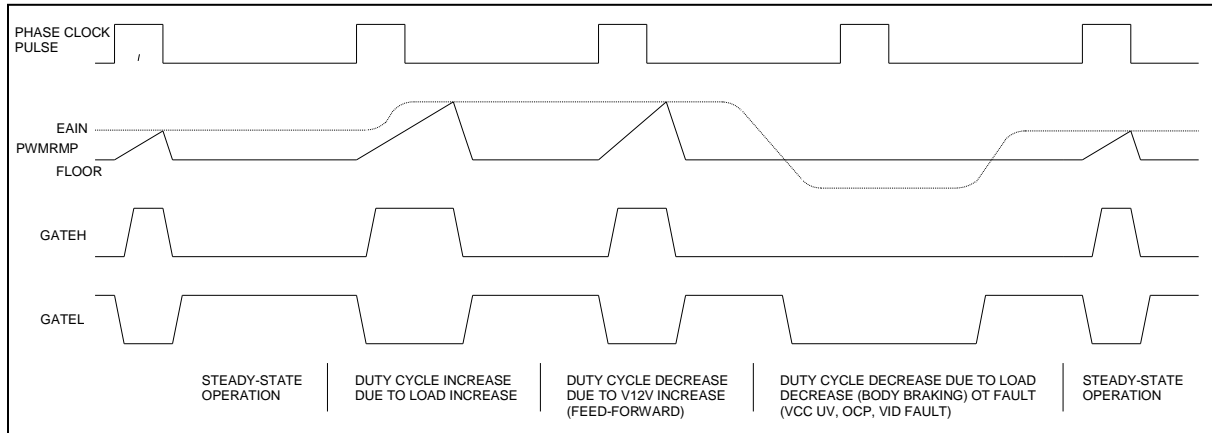 PHASE CLOCK
PULSE
EAIN
PWMRMP
FLOOR
GATEH
GATEL
STEADY-STATE
OPERATION
DUTY CYCLE INCREASE
DUE TO LOAD INCREASE
DUTY CYCLE DECREASE
DUE TO V12V INCREASE
(FEED-FORWARD)
DUTY CYCLE DECREASE DUE TO LOAD
DECREASE (BODY BRAKING) OT FAULT
(VCC UV, OCP, VID FAULT)
STEADY-STATE
OPERATION